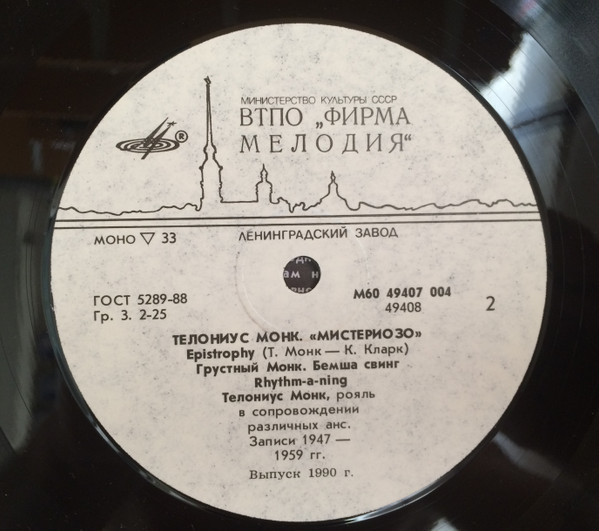 МИНИСТЕРСТВО КУЛЬТУРЫ СССР
ВТПО „ФИРМА
МЕЛОДИЯ“
®
МОНО ▽ 33
ЛЕНИНГРАДСКИЙ ЗАВОД
ГОСТ 5289-88
Гр. 3. 2-25
М60 49407 004
49408
2
ТЕЛОНИУС МОНК. «МИСТЕРИОЗО»
Epistrophy (Т. Монк — К. Кларк)
Грустный Монк. Бемша свинг
Rhythm-a-ning
Телониус Монк, рояль
в сопровождении
различных анс.
Записи 1947 —
1959 гг.
Выпуск 1990 г.